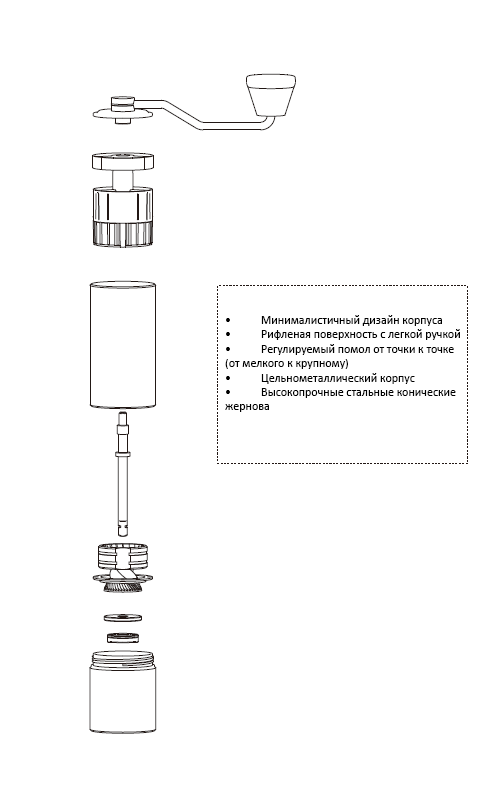 • Минималистичный дизайн корпуса
• Рифленая поверхность с легкой ручкой
• Регулируемый помол от точки к точке
(от мелкого к крупному)
• Цельнометаллический корпус
• Высокопрочные стальные конические
жернова